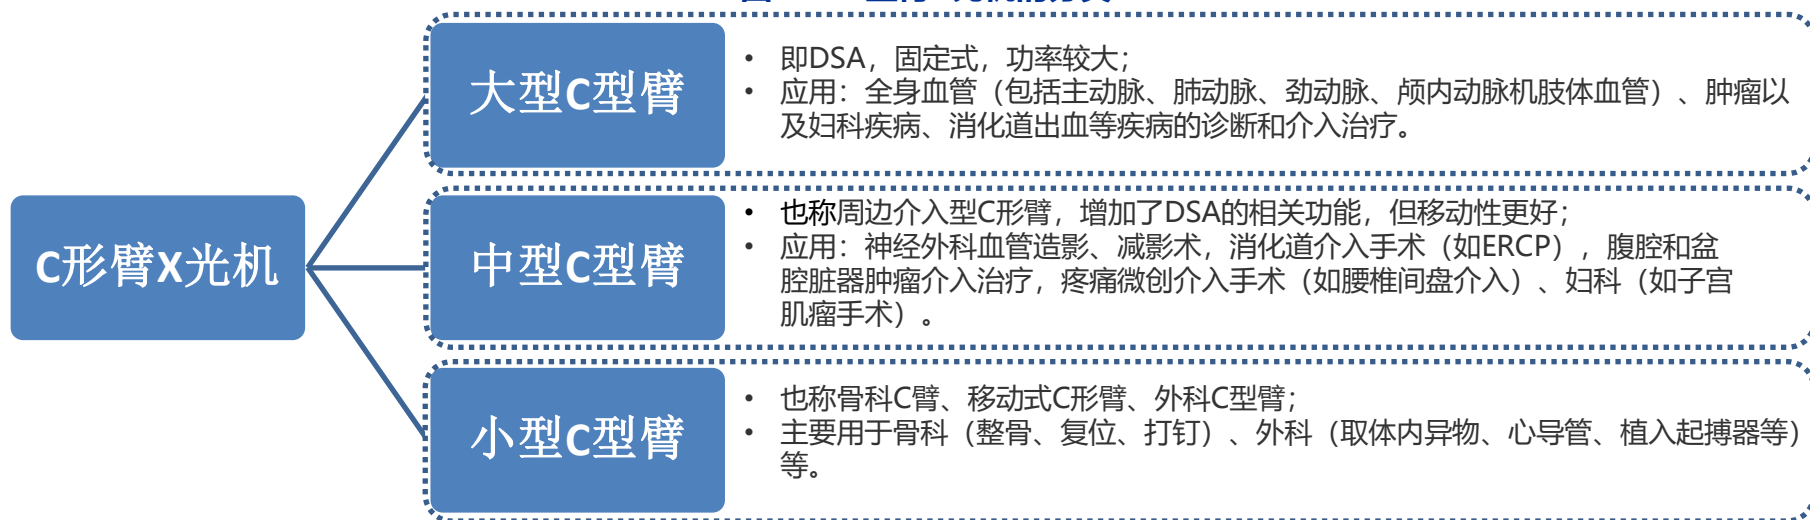 C形臂X光机
大型C型臂
• 即DSA，固定式，功率较大；
• 应用：全身血管（包括主动脉、肺动脉、劲动脉、颅内动脉机肢体血管）、肿瘤以
及妇科疾病、消化道出血等疾病的诊断和介入治疗。
中型C型臂
• 也称周边介入型C形臂，增加了DSA的相关功能，但移动性更好；
• 应用：神经外科血管造影、减影术，消化道介入手术（如ERCP），腹腔和盆
腔脏器肿瘤介入治疗，疼痛微创介入手术（如腰椎间盘介入）、妇科（如子宫
肌瘤手术）。
小型C型臂
• 也称骨科C臂、移动式C形臂、外科C型臂；
• 主要用于骨科（整骨、复位、打钉）、外科（取体内异物、心导管、植入起搏器等）
等。